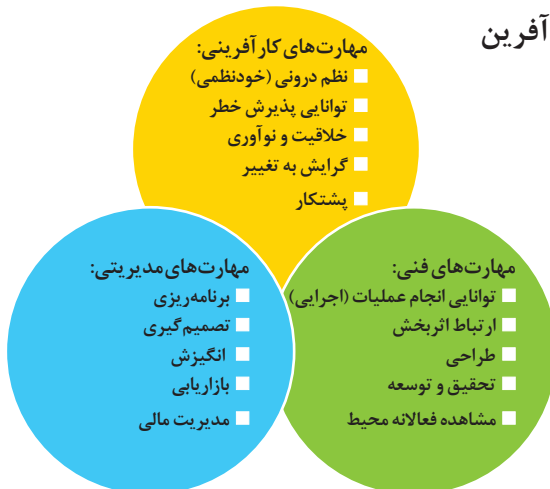 آفرین
مهارت‌های کارآفرینی:
نظم درونی (خودنظمی)
توانایی پذیرش خطر
خلاقیت و نوآوری
گرایش به تغییر
پشتکار
مهارت‌های فنی:
توانایی انجام عملیات (اجرایی)
ارتباط اثربخش
طراحی
تحقیق و توسعه
مشاهده فعالانه محیط
مهارت‌های مدیریتی:
برنامه‌ریزی
تصمیم‌گیری
انگیزش
بازاریابی
مدیریت مالی